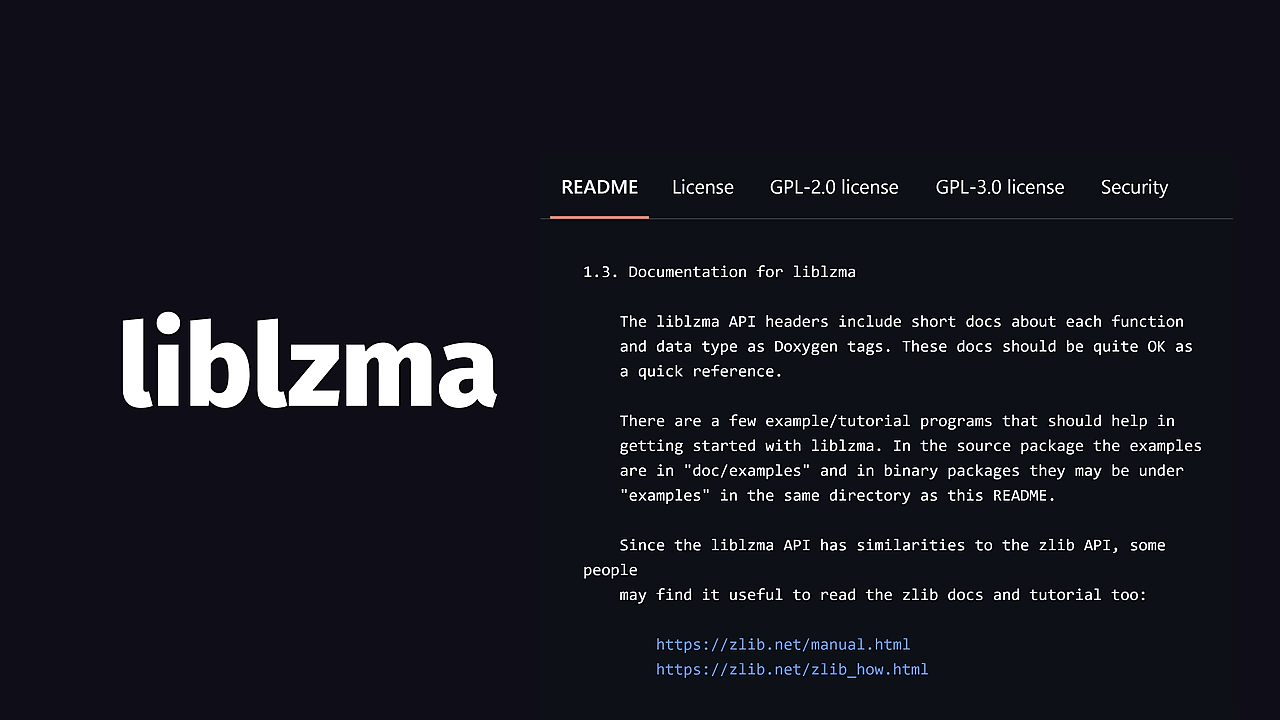 liblzma
README License GPL-2.0 license GPL-3.0 license Security
1.3. Documentation for liblzma
The liblzma API headers include short docs about each function
and data type as Doxygen tags. These docs should be quite OK as
a quick reference.
There are a few example/tutorial programs that should help in
getting started with liblzma. In the source package the examples
are in "doc/examples" and in binary packages they may be under
"examples" in the same directory as this README.
Since the liblzma API has similarities to the zlib API, some
people
may find it useful to read the zlib docs and tutorial too:
https://zlib.net/manual.html
https://zlib.net/zlib_how.html